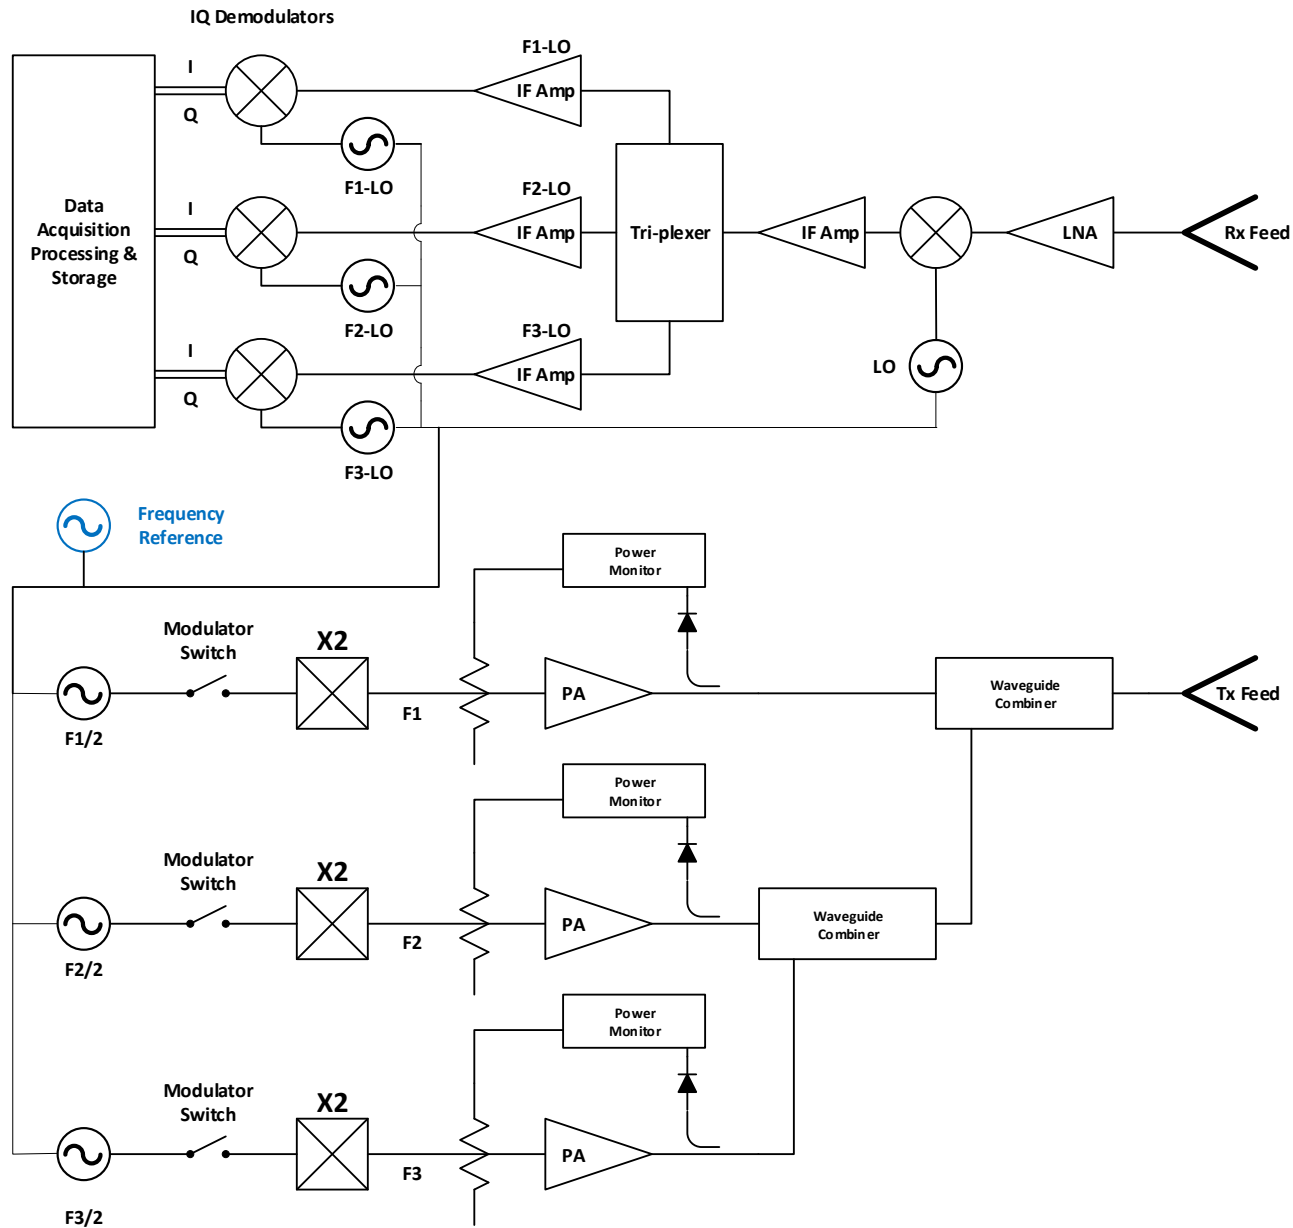 IQ Demodulators
F1-LO
I
IF Amp
Q
F1-LO
F2-LO
Data
Acquisition
Processing &
Storage
I
Q
IF Amp
Tri-plexer
IF Amp
LNA
Rx Feed
F2-LO
F3-LO
I
Q
IF Amp
LO
F3-LO
Frequency
Reference
Power
Monitor
Modulator
Switch
X2
F1/2
F1
PA
Waveguide
Combiner
Tx Feed
Power
Monitor
Modulator
Switch
X2
F2/2
F2
PA
Waveguide
Combiner
Power
Monitor
Modulator
Switch
X2
F3/2
F3
PA